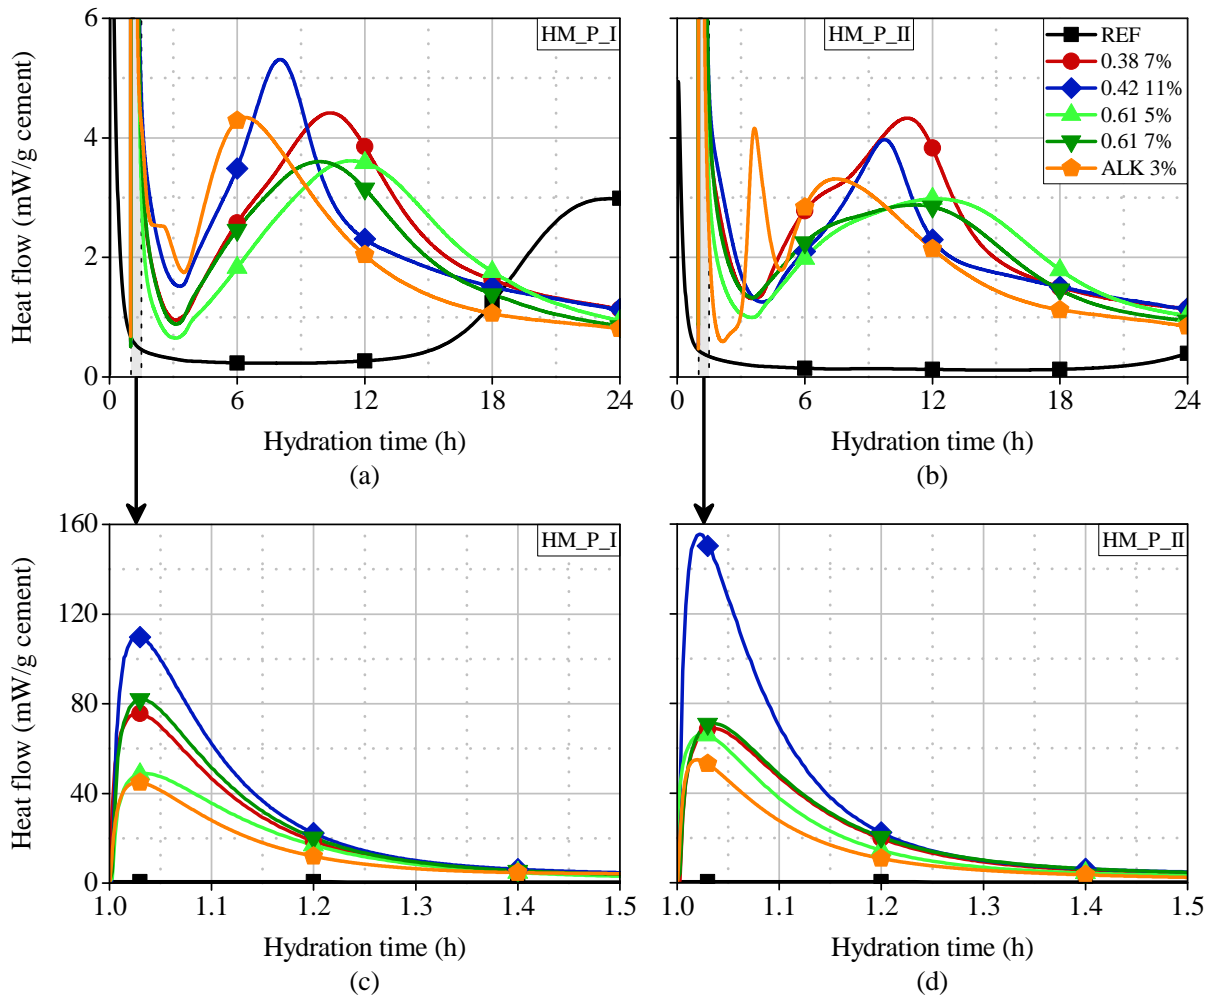 HM_P_I
HM_P_II
REF
0.38 7%
0.42 11%
0.61 5%
0.61 7%
ALK 3%
Heat flow (mW/g cement)
6
4
2
0
0 6 12 18 24
0 6 12 18 24
Hydration time (h)
Hydration time (h)
(a)
(b)
HM_P_I
HM_P_II
Heat flow (mW/g cement)
160
120
80
40
0
1.0 1.1 1.2 1.3 1.4 1.5
1.0 1.1 1.2 1.3 1.4 1.5
Hydration time (h)
Hydration time (h)
(c)
(d)